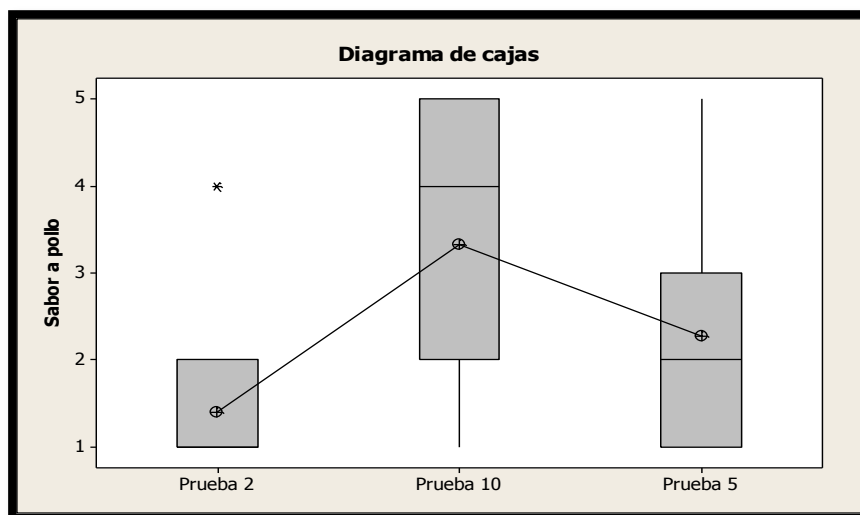 Diagrama de cajas
Sabor a pollo
5
4
3
2
1
Prueba 2
Prueba 10
Prueba 5